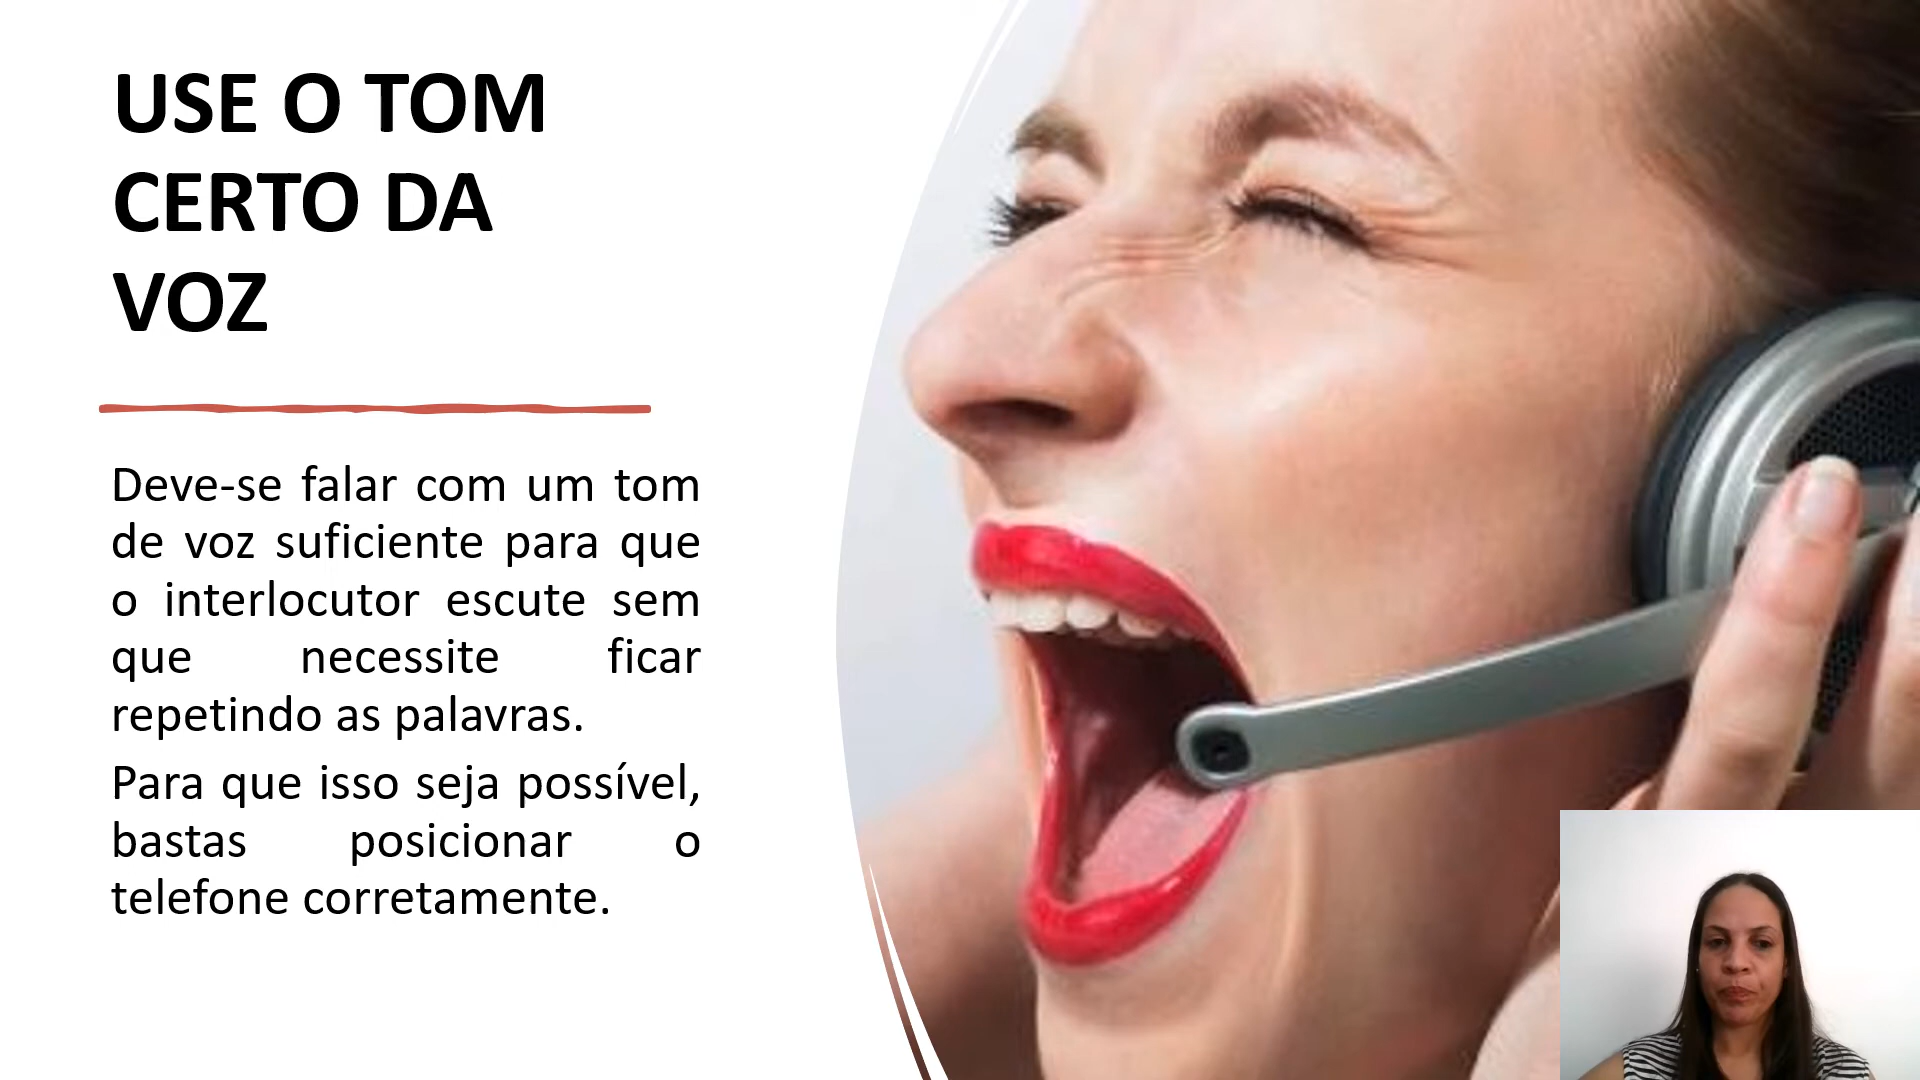 USE O TOM
CERTO DA
VOZ
Deve-se falar com um tom
de voz suficiente para que
o interlocutor escute sem
que necessite ficar
repetindo as palavras.
Para que isso seja possível,
bastas posicionar o
telefone corretamente.